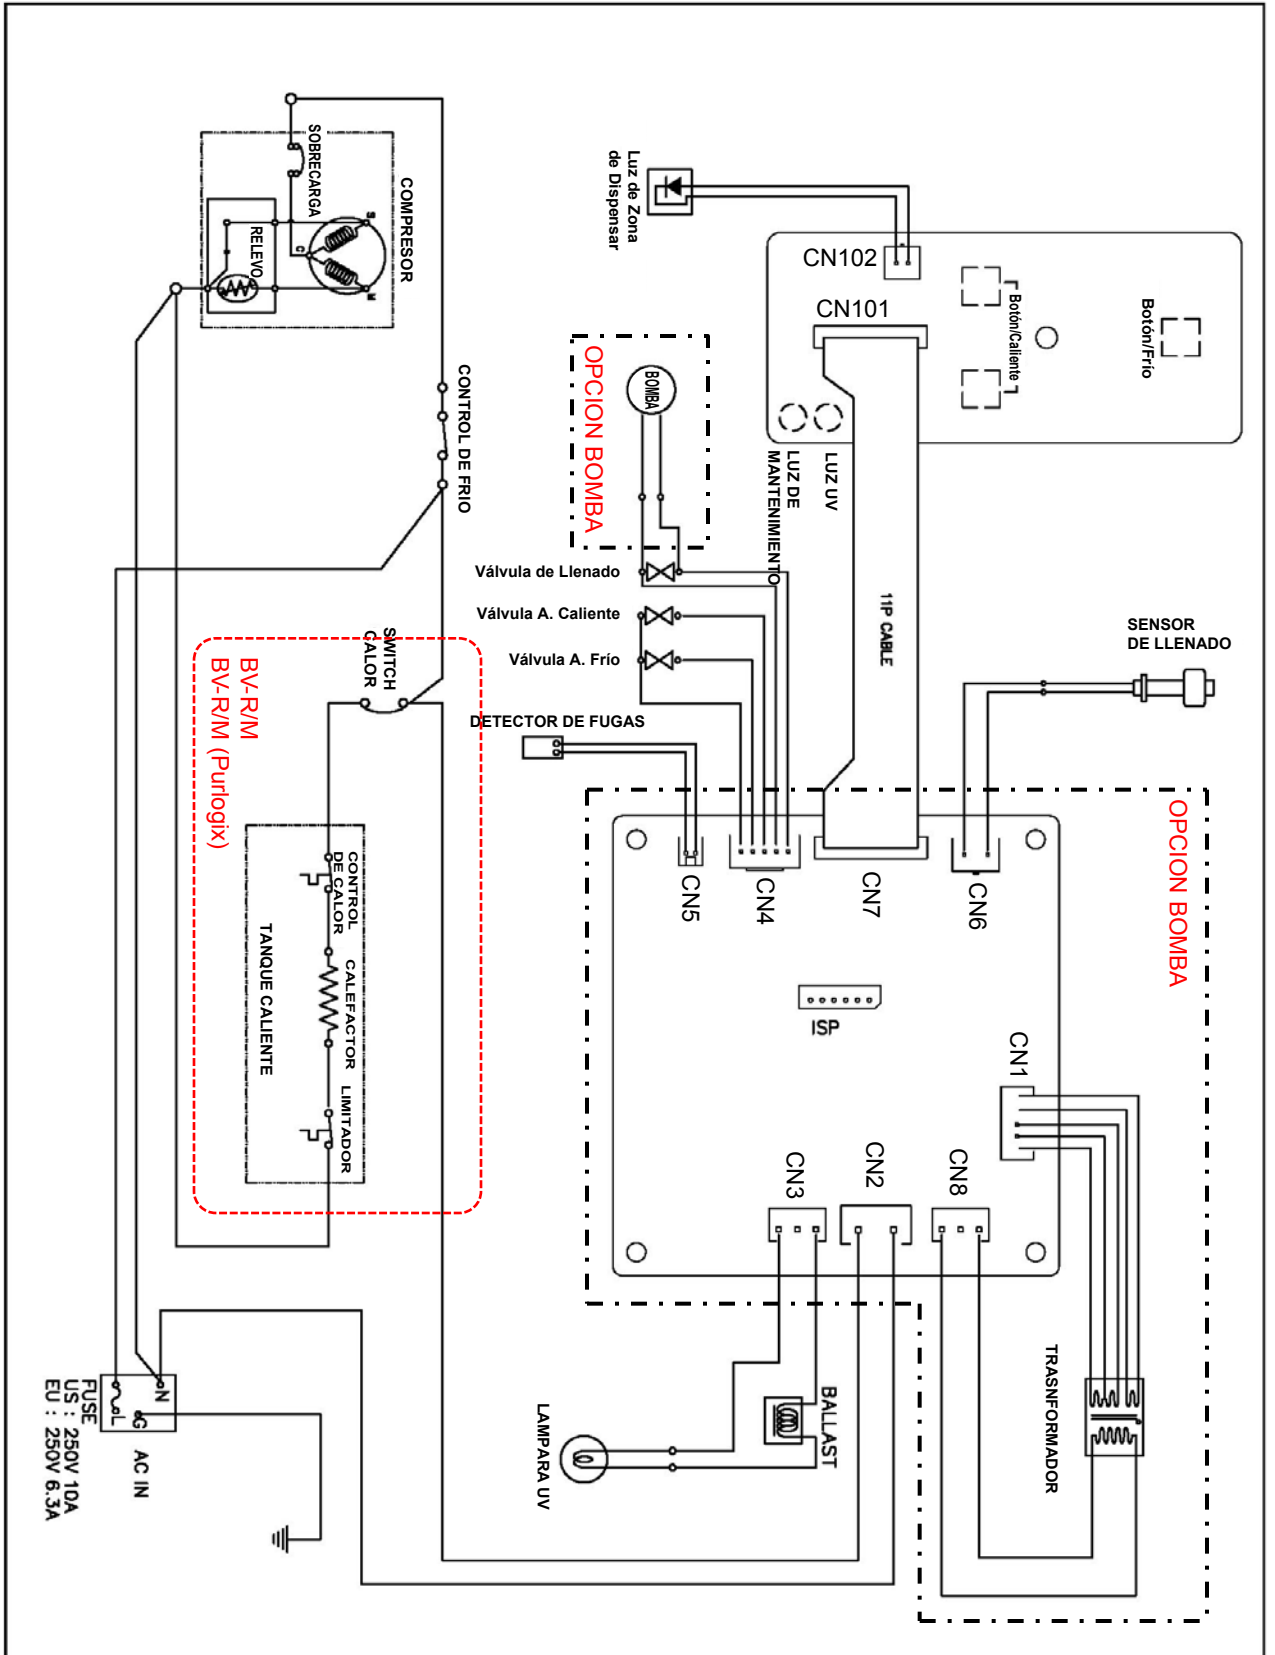 SOBRECARGA
COMPRESOR
S
C
M
RELEVO
CONTROL DE FRIO
Luz de Zona
de Dispensar
CN102
CN101
Botón/Caliente
Botón/Frío
OPCION BOMBA
BOMBA
LUZ DE
MANTENIMIENTO
LUZ UV
Válvula de Llenado
Válvula A. Caliente
Válvula A. Frío
11P CABLE
SENSOR
DE LLENADO
SWITCH
CALOR
BV-R/M
BV-R/M (Purlogix)
DETECTOR DE FUGAS
OPCION BOMBA
CN5
CN4
CN7
CN6
CONTROL
DE CALOR
CALEFACTOR
LIMITADOR
TANQUE CALIENTE
ISP
CN1
CN3
CN2
CN8
TRASNFORMADOR
BALLAST
LAMPARA UV
N
G
L
AC IN
FUSE
US : 250V 10A
EU : 250V 6.3A